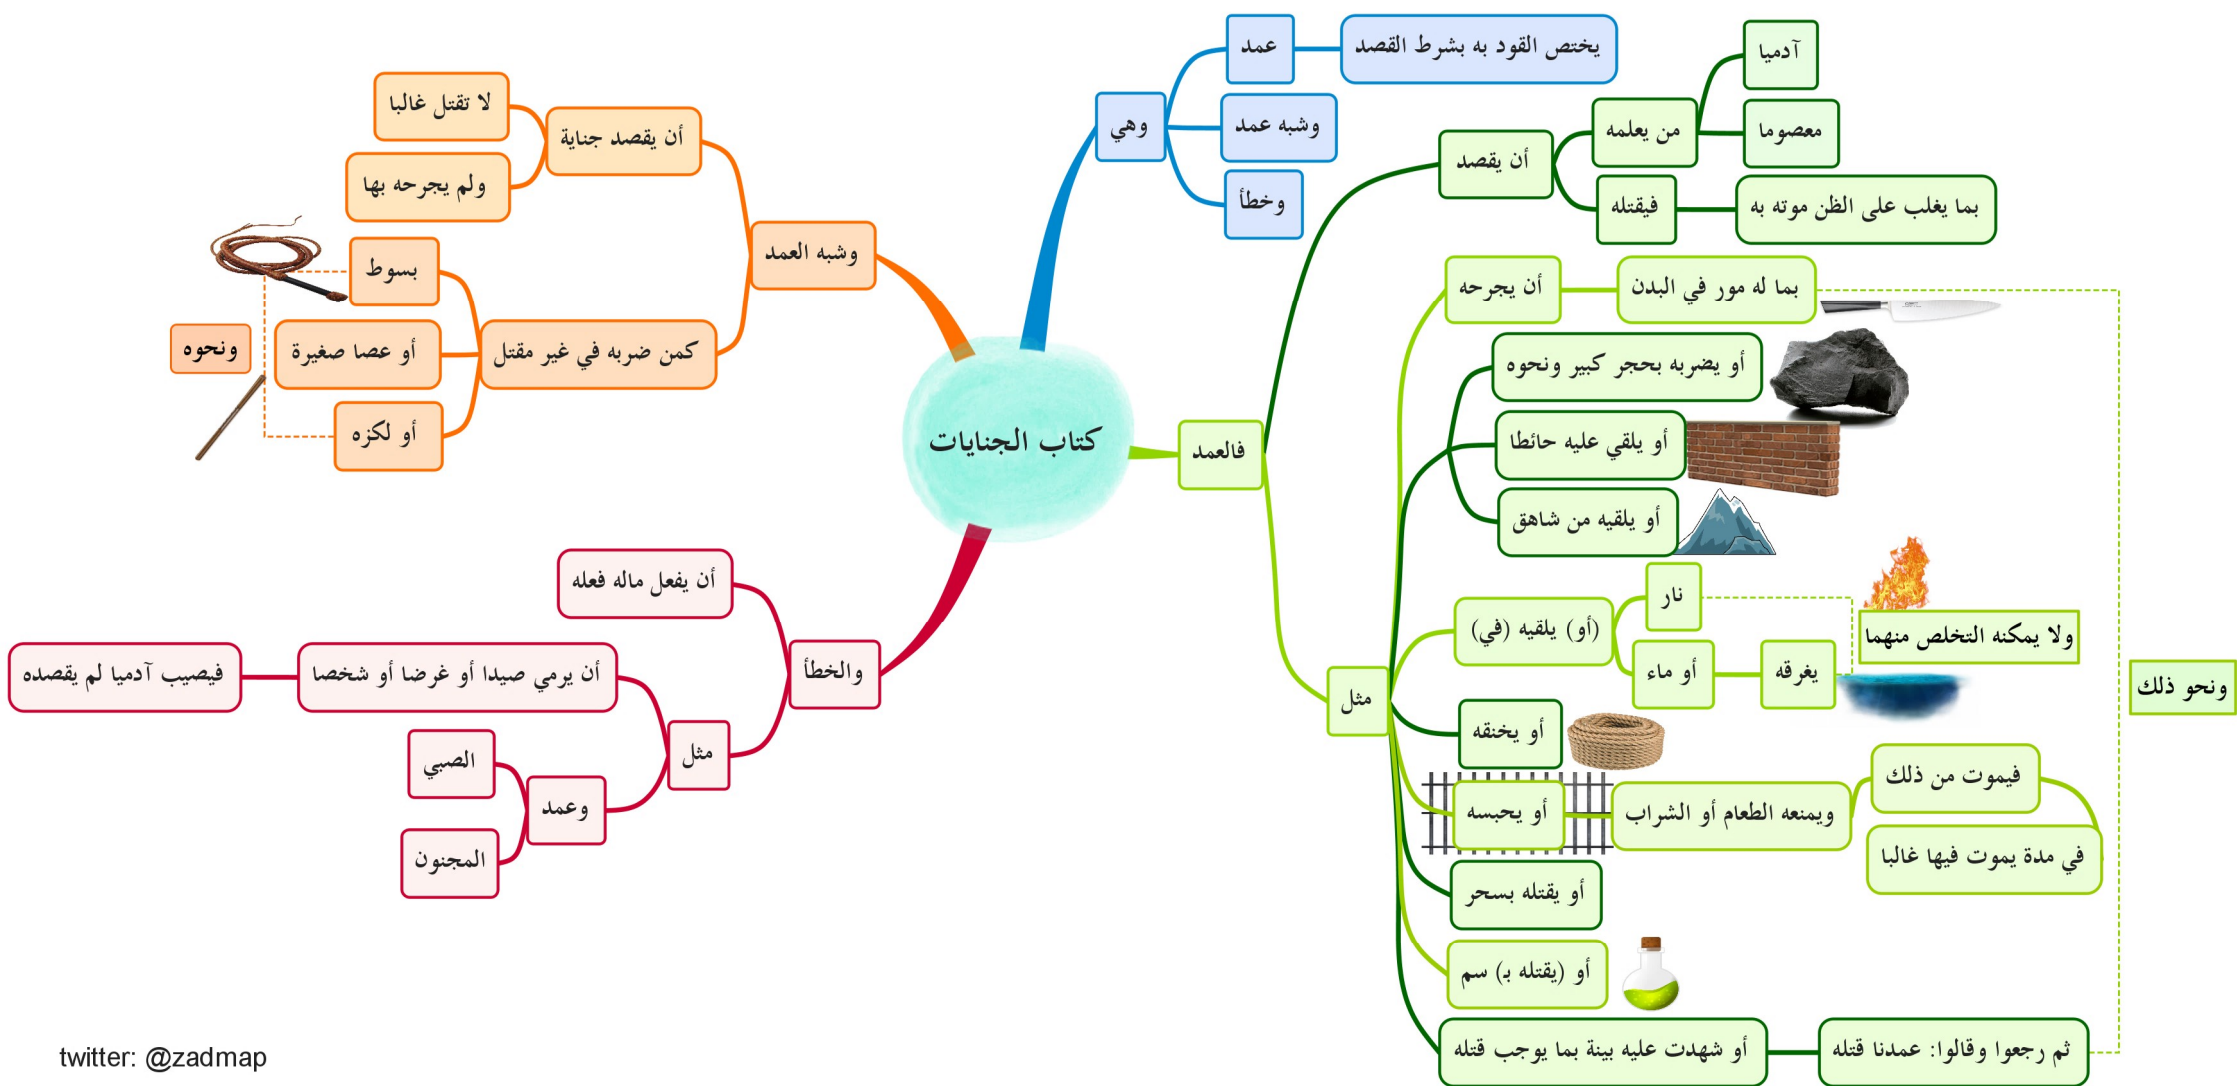 كتاب الجنايات
وهي
عمد
يختص القود به بشرط القصد
وشبه عمد
وخطأ
فالعمد
أن يقصد
من يعلمه
آدميا
معصوما
فيقتله
بما يغلب على الظن موته به
مثل
أن يجرحه
بما له مور في البدن
أو يضربه بحجر كبير ونحوه
أو يلقي عليه حائطا
أو يلقيه من شاهق
(أو) يلقيه (في)
نار
أو ماء
يغرقه
ولا يمكنه التخلص منهما
أو يخنقه
أو يحبسه
ويمنعه الطعام أو الشراب
فيموت من ذلك
في مدة يموت فيها غالبا
أو يقتله بسحر
أو (يقتله بـ) سم
أو شهدت عليه بينة بما يوجب قتله
ثم رجعوا وقالوا: عمدنا قتله
ونحو ذلك
وشبه العمد
أن يقصد جناية
لا تقتل غالبا
ولم يجرحه بها
كمن ضربه في غير مقتل
بسوط
أو عصا صغيرة
أو لكزه
ونحوه
والخطأ
أن يفعل ماله فعله
مثل
أن يرمي صيدا أو غرضا أو شخصا
فيصيب آدميا لم يقصده
وعمد
الصبي
المجنون
twitter: @zadmap